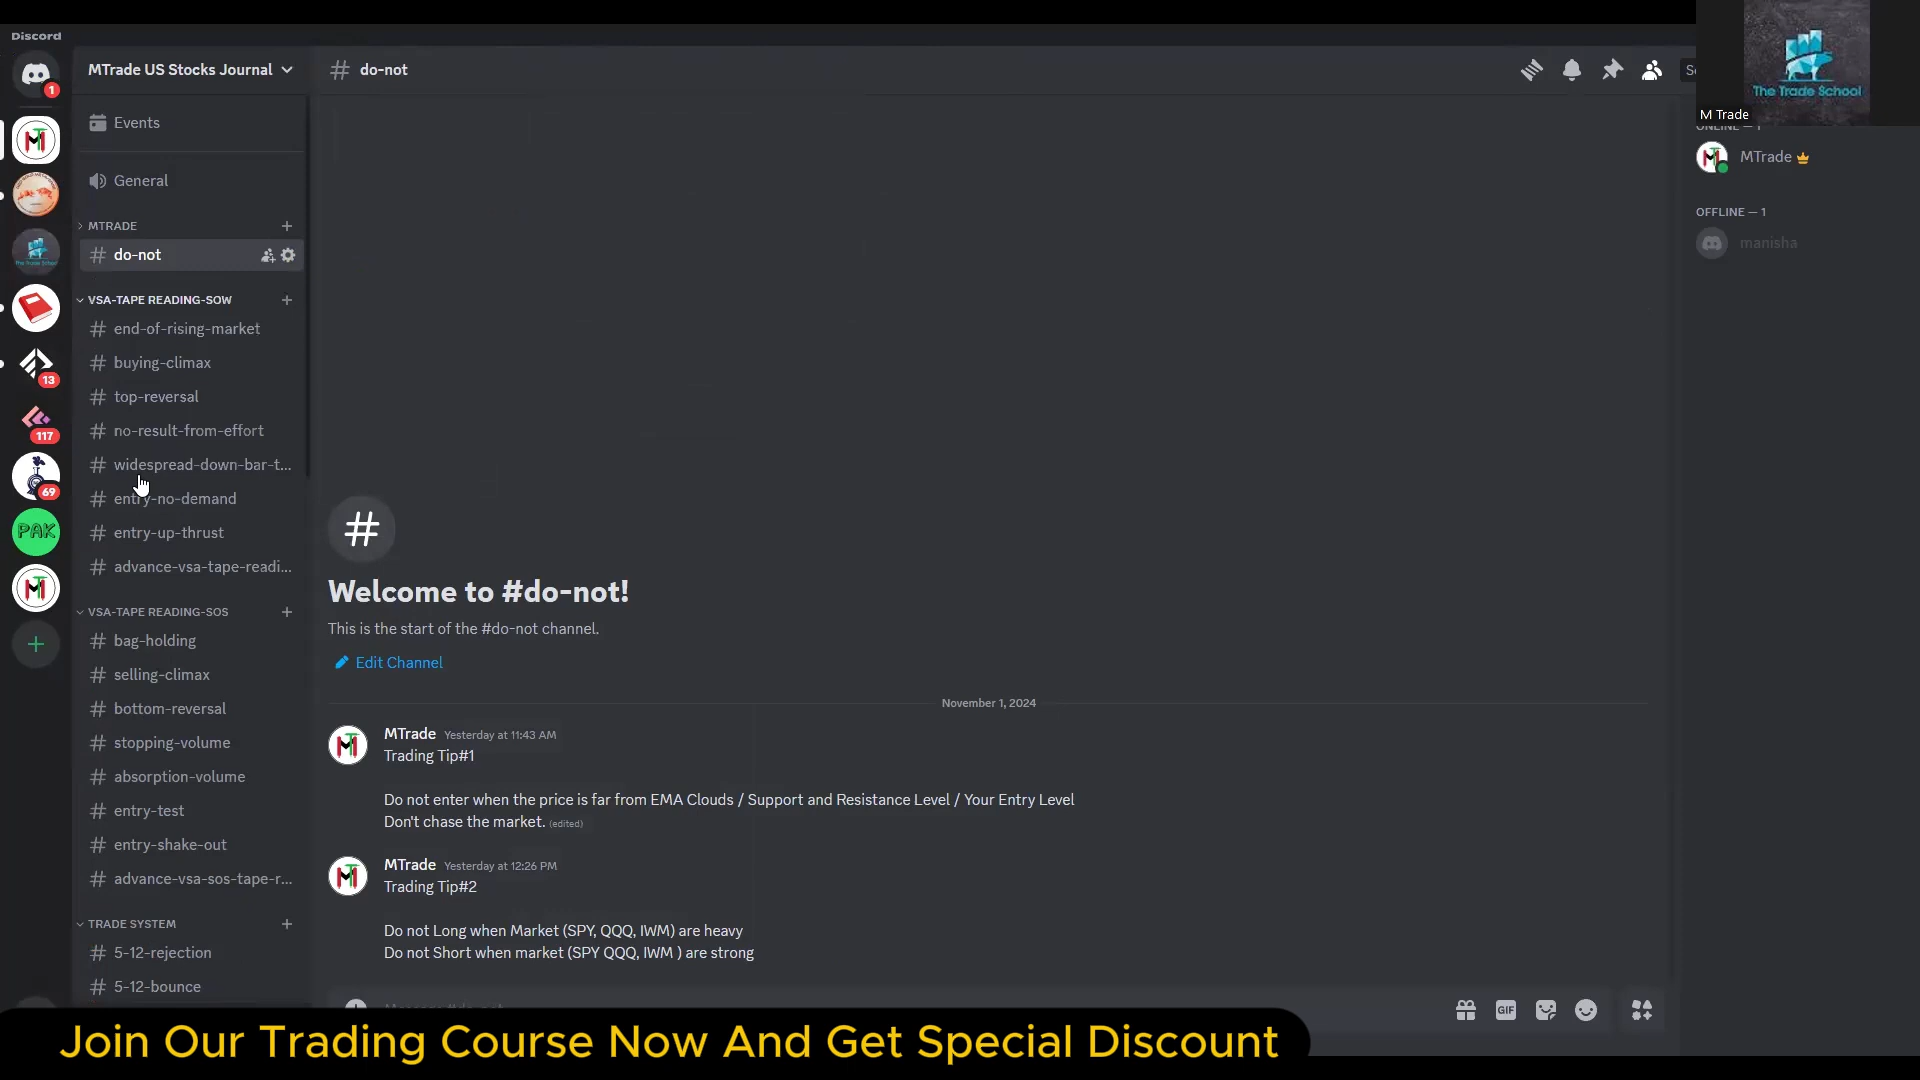 Discord
1
13
117
69
PAK
MTrade US Stocks Journal
Events
General
MTRADE
do-not
VSA-TAPE READING-SOW
end-of-rising-market
buying-climax
top-reversal
no-result-from-effort
widespread-down-bar-t...
entry-no-demand
entry-up-thrust
advance-vsa-tape-readi...
VSA-TAPE READING-SOS
bag-holding
selling-climax
bottom-reversal
stopping-volume
absorption-volume
entry-test
entry-shake-out
advance-vsa-sos-tape-r...
TRADE SYSTEM
5-12-rejection
5-12-bounce
do-not
Welcome to #do-not!
This is the start of the #do-not channel.
Edit Channel
November 1, 2024
MTrade Yesterday at 11:43 AM
Trading Tip#1
Do not enter when the price is far from EMA Clouds / Support and Resistance Level / Your Entry Level
Don't chase the market. (edited)
MTrade Yesterday at 12:26 PM
Trading Tip#2
Do not Long when Market (SPY, QQQ, IWM) are heavy
Do not Short when market (SPY QQQ, IWM ) are strong
GIF
The Trade School
M Trade
ONLINE — 1
MTrade
OFFLINE — 1
manisha
Join Our Trading Course Now And Get Special Discount